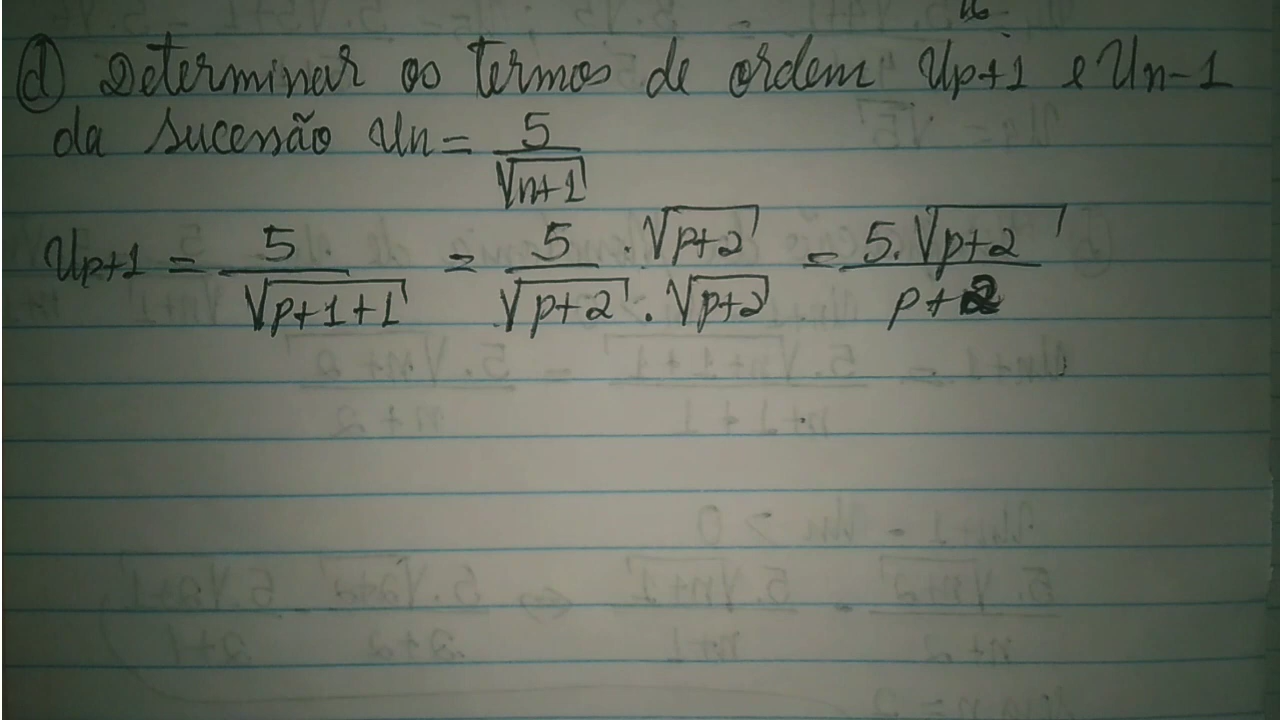 d) Determinar os termos de ordem Up+1 e Un-1
da sucessão Un = 5/√(n+1)
Up+1 = 5/√(p+1+1) = 5 . √(p+2) / √(p+2) . √(p+2) = 5.√(p+2) / p+2